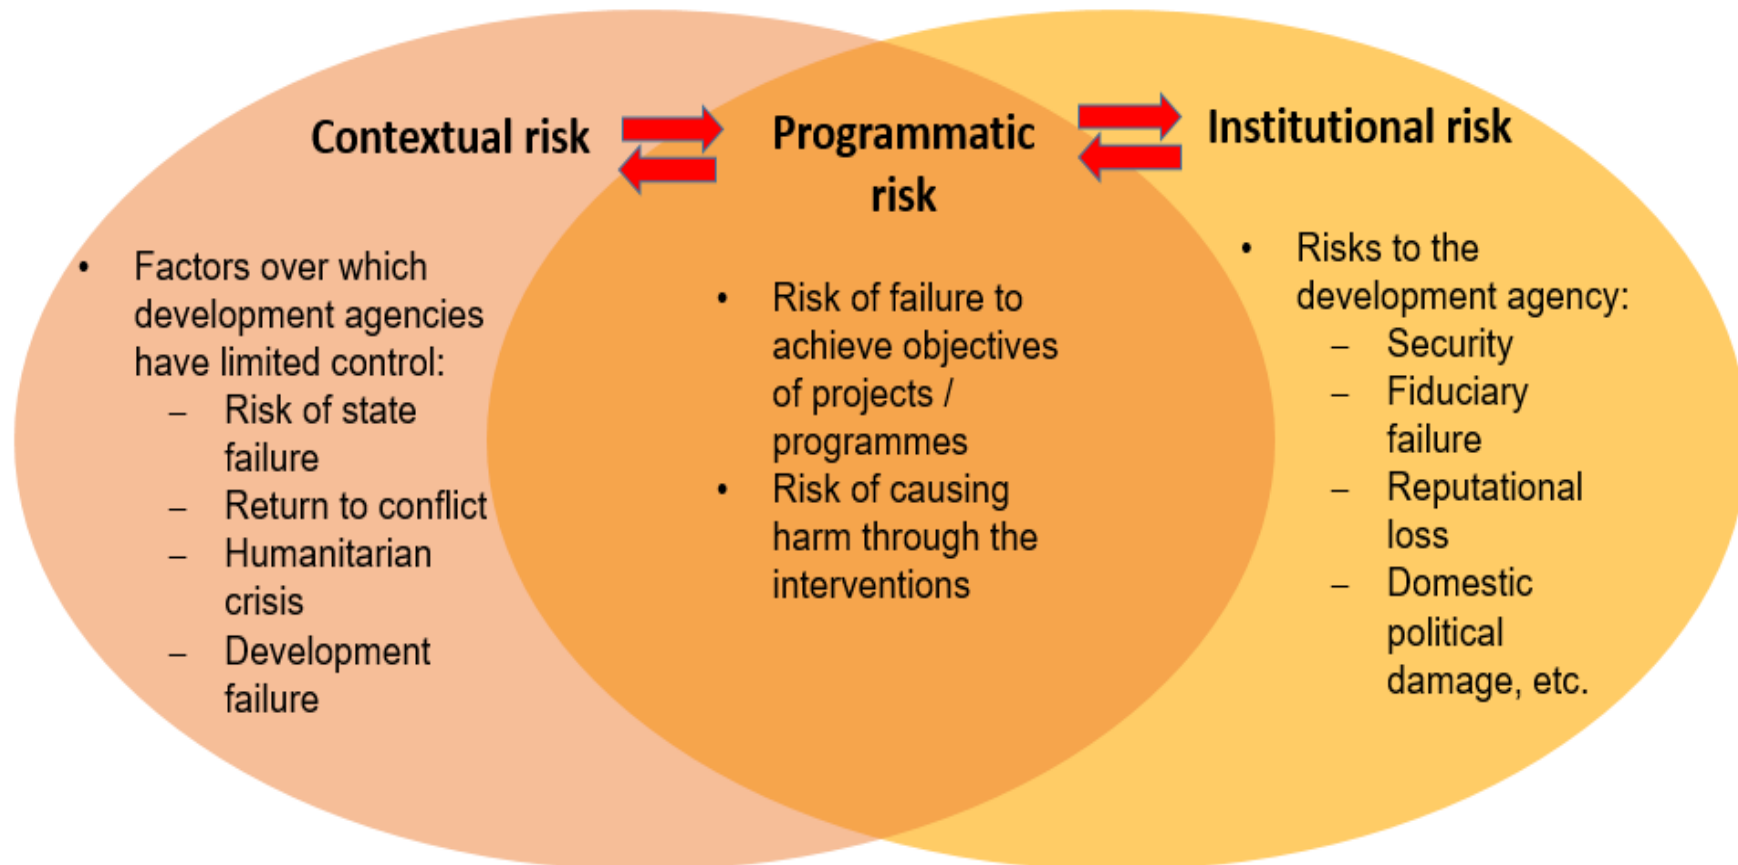 Contextual risk
• Factors over which
development agencies
have limited control:
– Risk of state
failure
– Return to conflict
– Humanitarian
crisis
– Development
failure
Programmatic
risk
• Risk of failure to
achieve objectives
of projects /
programmes
• Risk of causing
harm through the
interventions
Institutional risk
• Risks to the
development agency:
– Security
– Fiduciary
failure
– Reputational
loss
– Domestic
political
damage, etc.